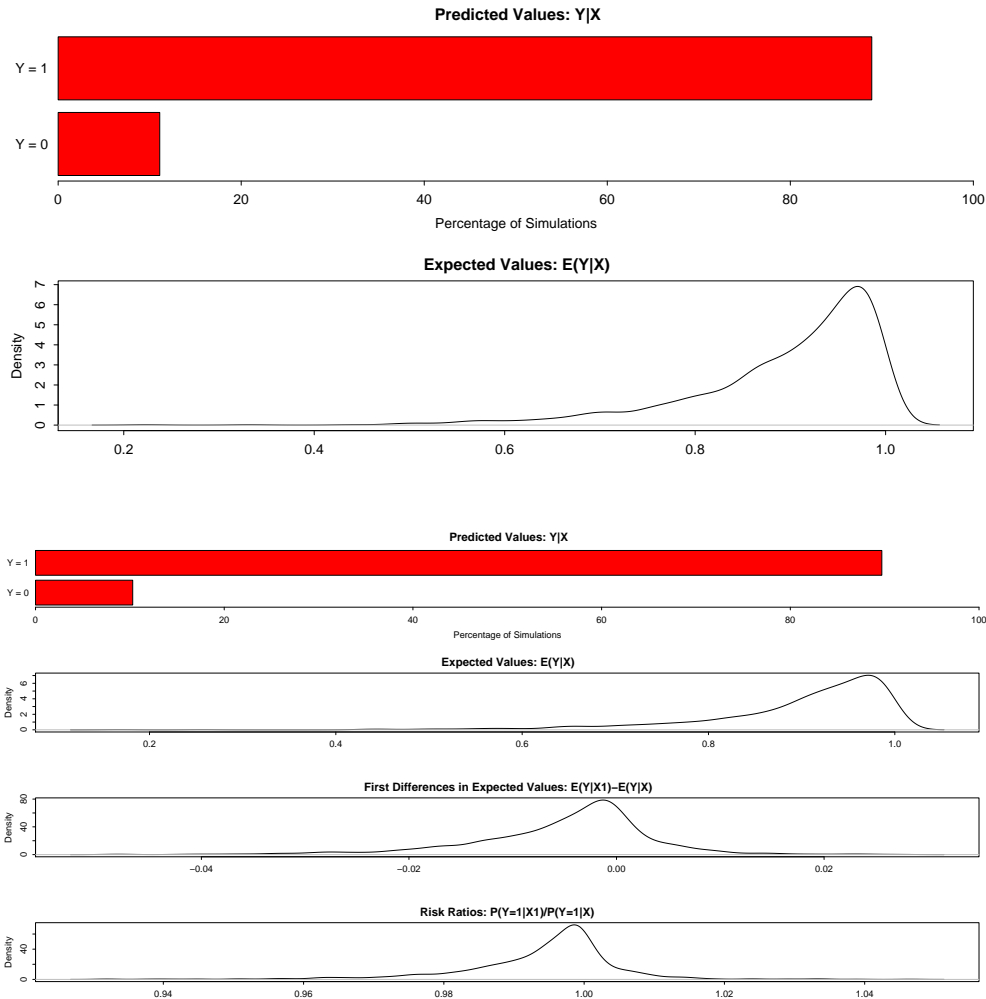 Predicted Values: Y|X
Y = 1
Y = 0
0 20 40 60 80 100
Percentage of Simulations
Expected Values: E(Y|X)
Density
7
6
5
4
3
2
1
0
0.2 0.4 0.6 0.8 1.0
Predicted Values: Y|X
Y = 1
Y = 0
0 20 40 60 80 100
Percentage of Simulations
Expected Values: E(Y|X)
Density
6
4
2
0
0.2 0.4 0.6 0.8 1.0
First Differences in Expected Values: E(Y|X1)−E(Y|X)
Density
80
40
0
−0.04 −0.02 0.00 0.02
Risk Ratios: P(Y=1|X1)/P(Y=1|X)
Density
40
0
0.94 0.96 0.98 1.00 1.02 1.04